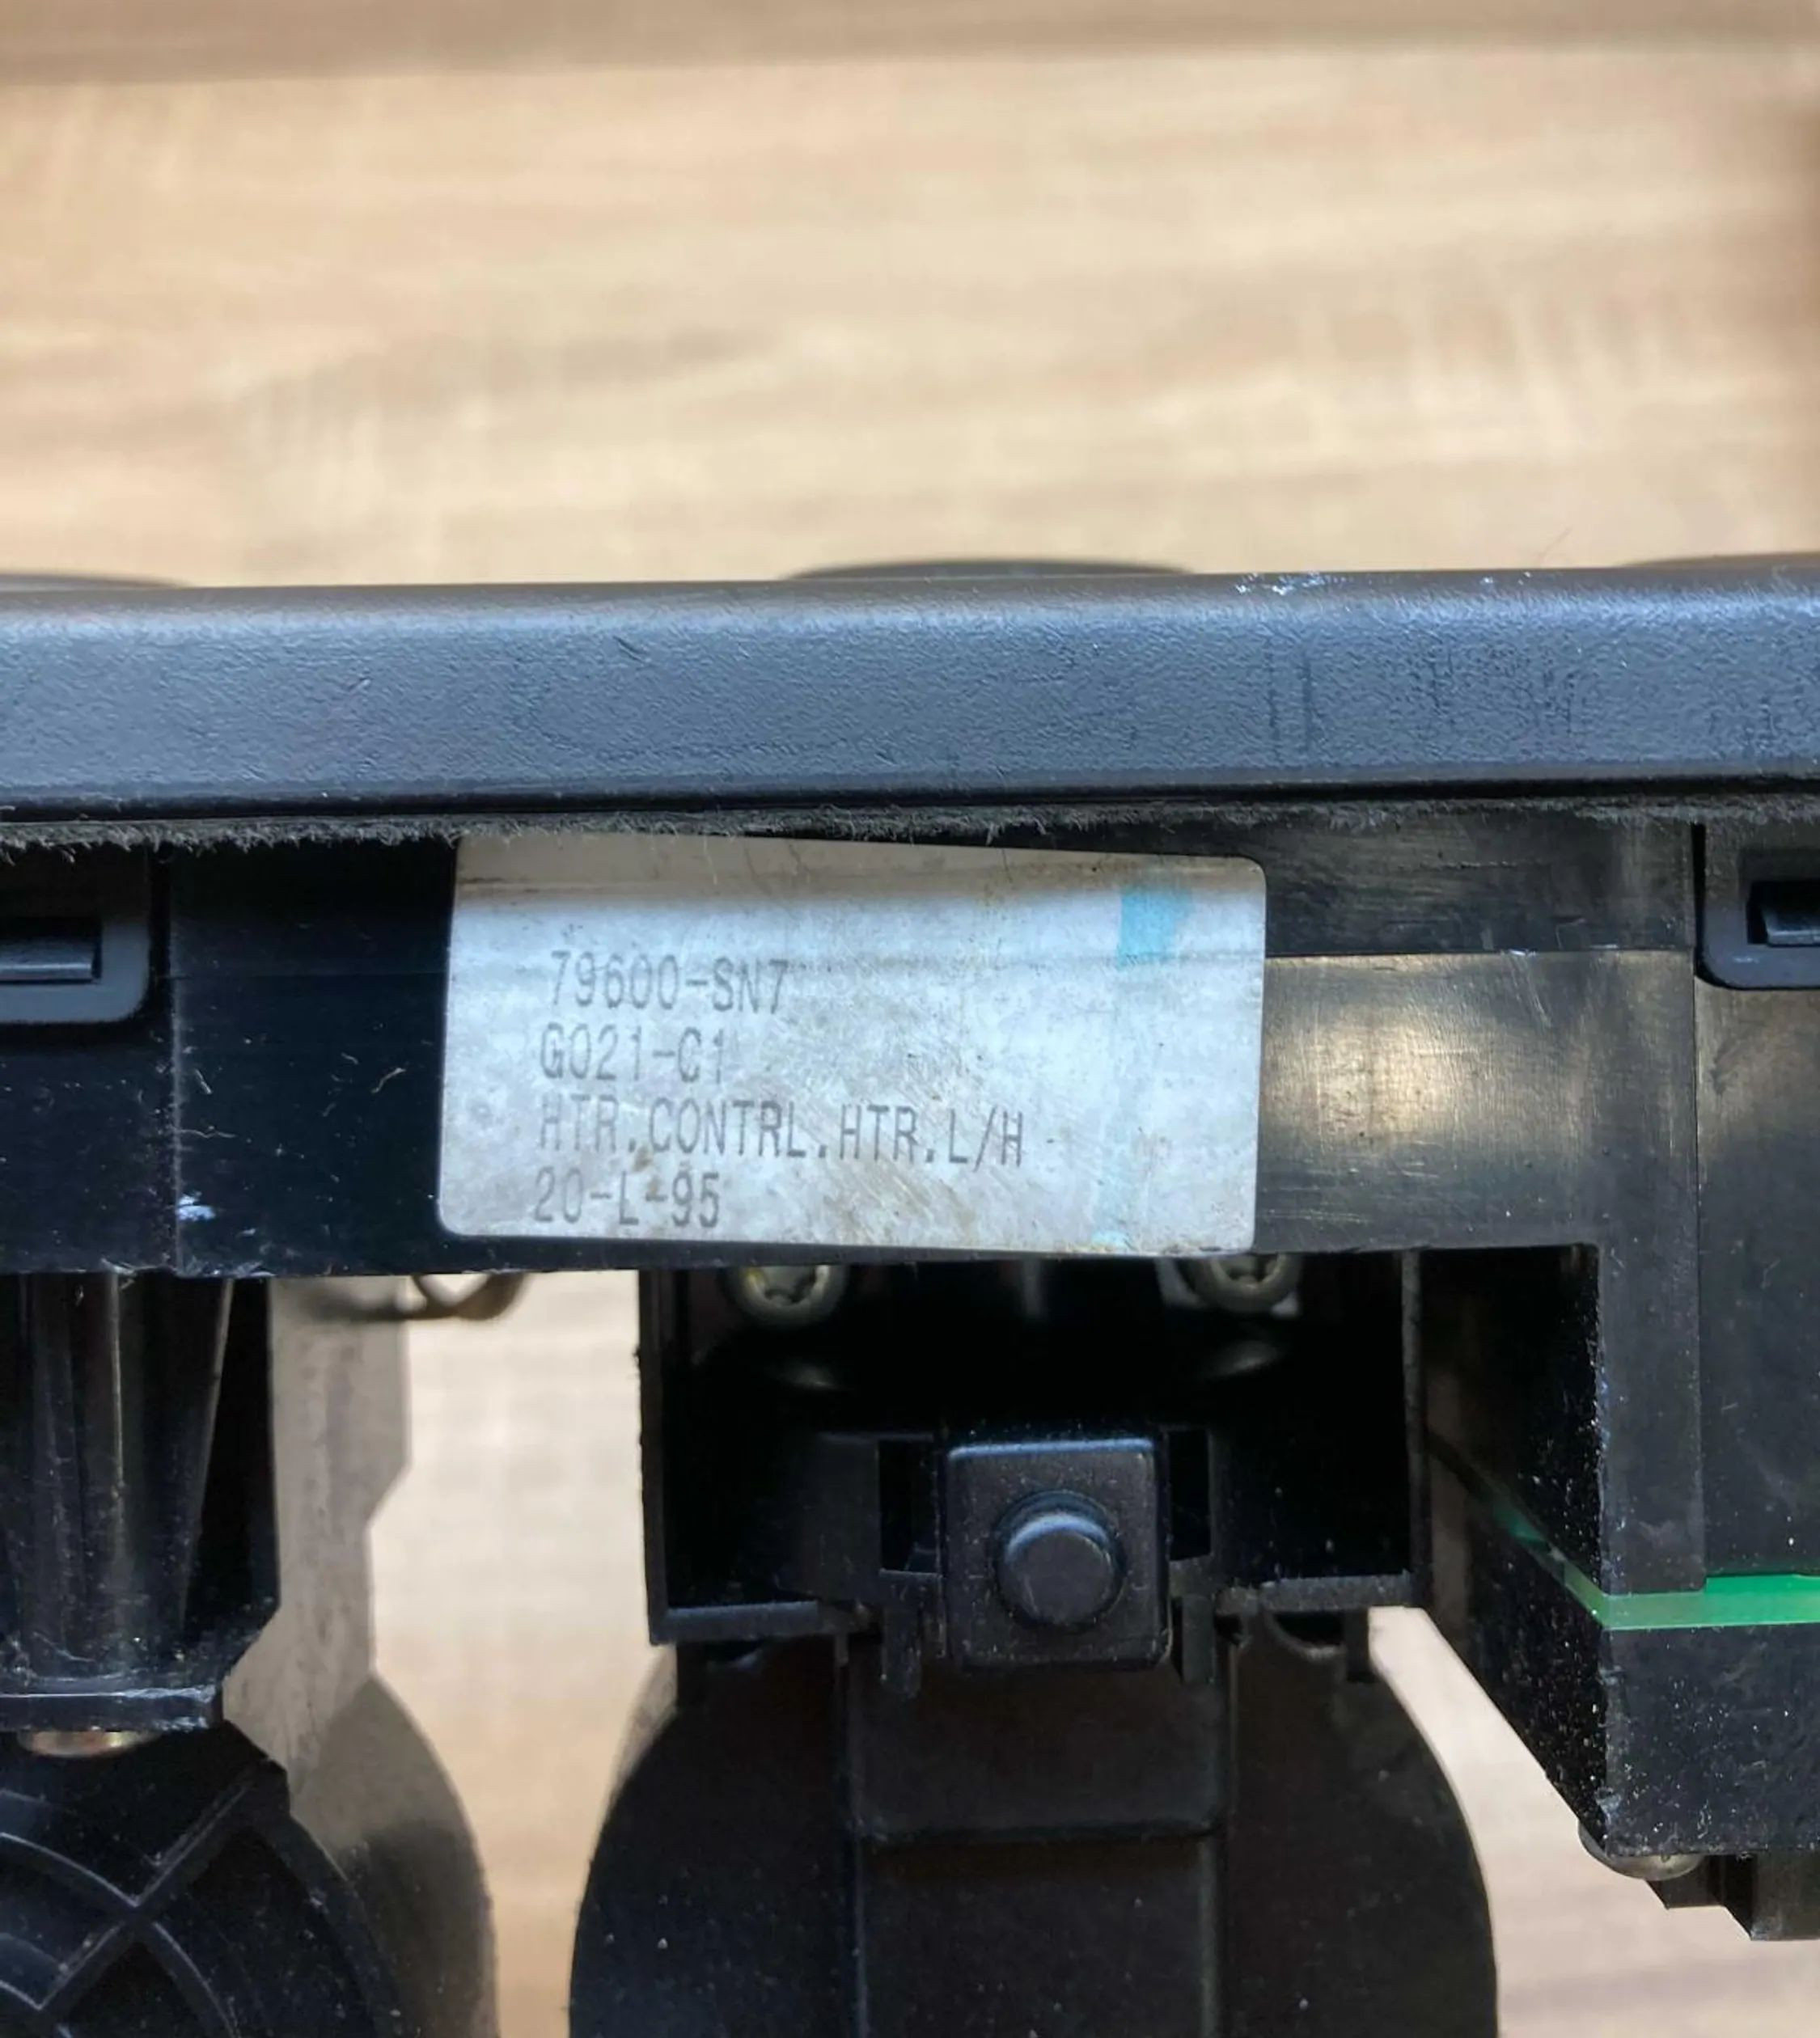 79600-SN7
G021-C1
HTR.CONTRL.HTR.L/H
20-L-95